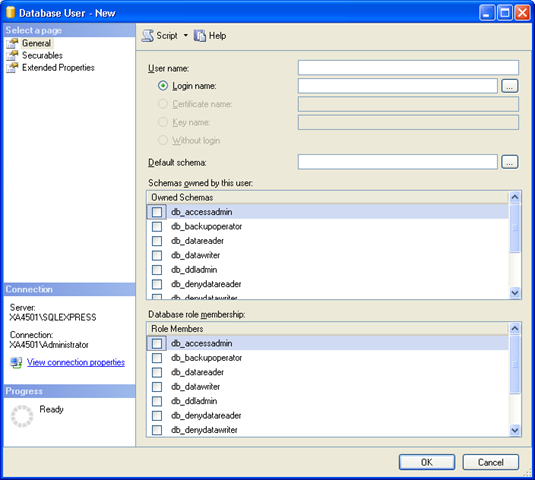 Database User - New
Select a page
General
Securables
Extended Properties
Script Help
User name:
Login name:
...
Certificate name:
Key name:
Without login
Default schema:
...
Schemas owned by this user:
Owned Schemas
db_accessadmin
db_backupoperator
db_datareader
db_datawriter
db_ddladmin
db_denydatareader
db_denydatawriter
Database role membership:
Role Members
db_accessadmin
db_backupoperator
db_datareader
db_datawriter
db_ddladmin
db_denydatareader
db_denydatawriter
Connection
Server:
XA4501\SQLEXPRESS
Connection:
XA4501\Administrator
View connection properties
Progress
Ready
OK Cancel